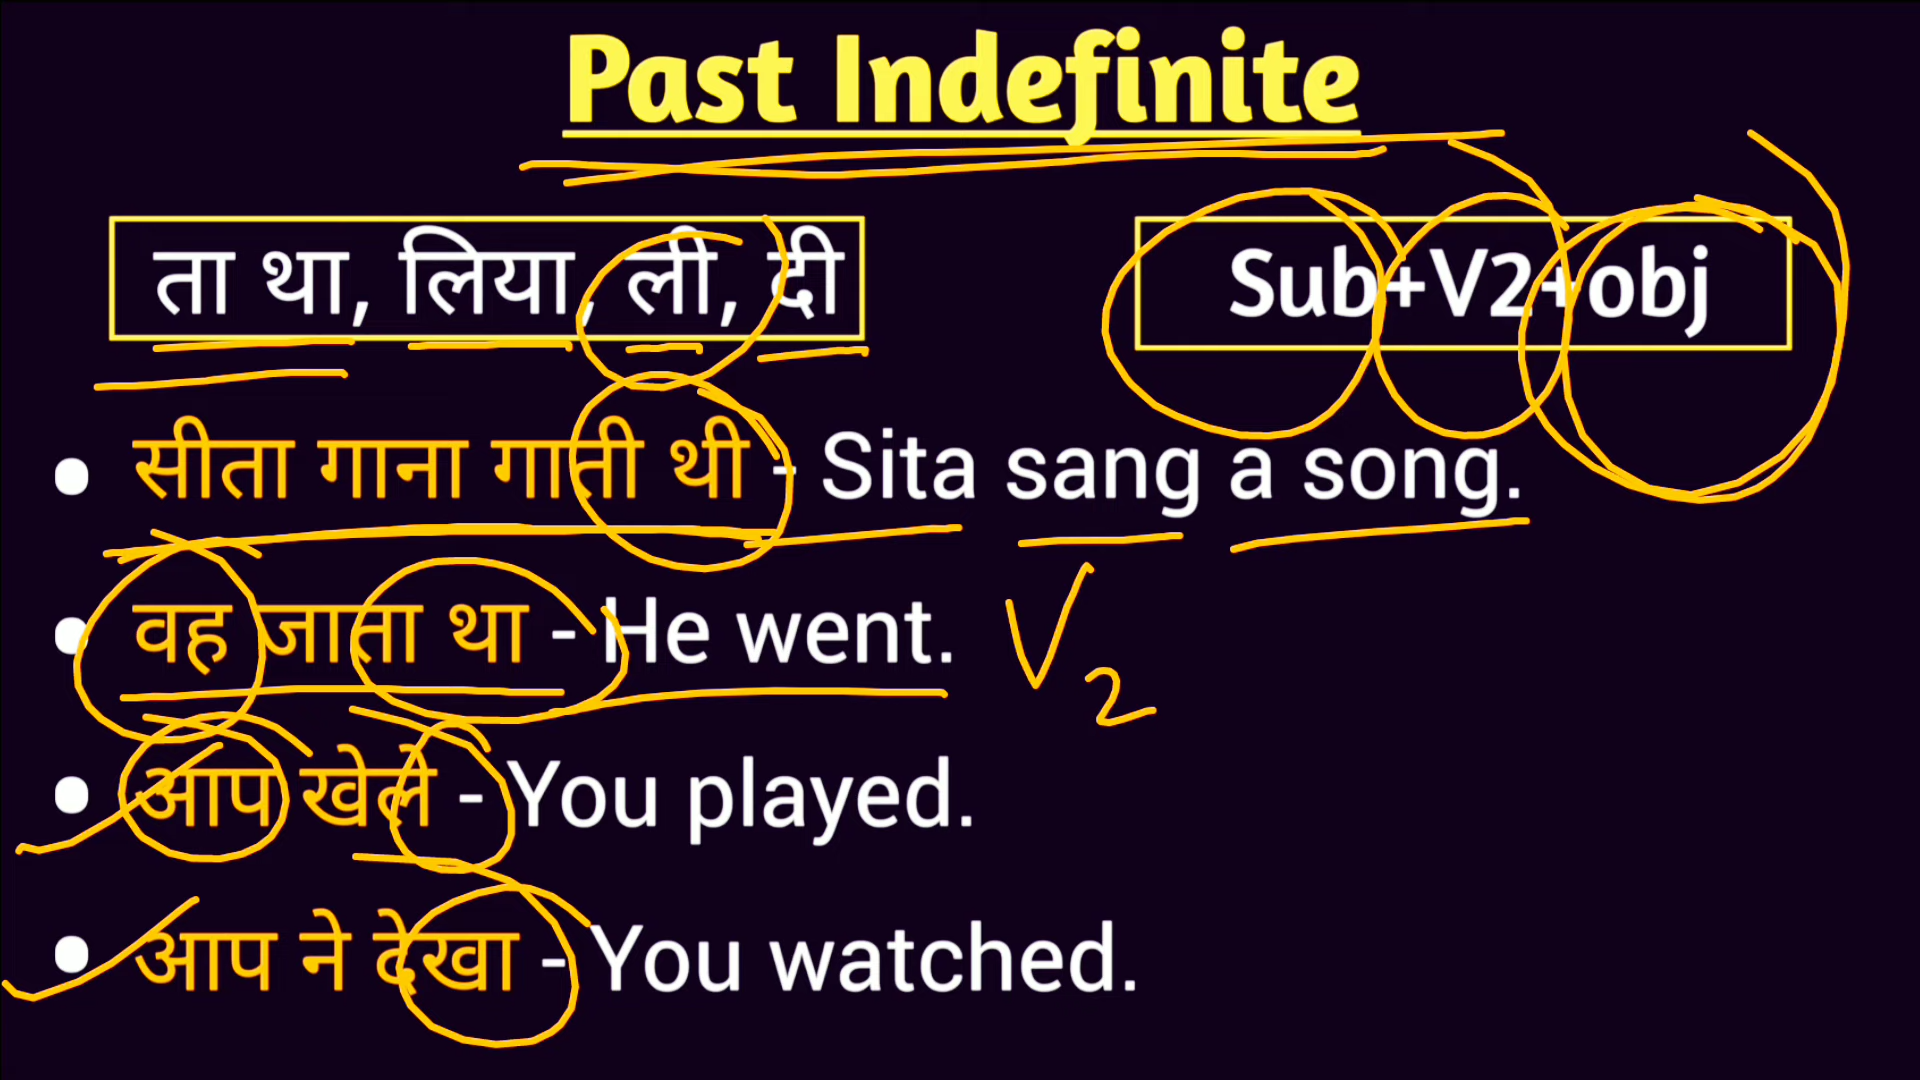 Past Indefinite
ता था, लिया, ली, दी
Sub+V2+obj
• सीता गाना गाती थी - Sita sang a song.
• वह जाता था - He went.
V2
• आप खेले - You played.
• आप ने देखा - You watched.